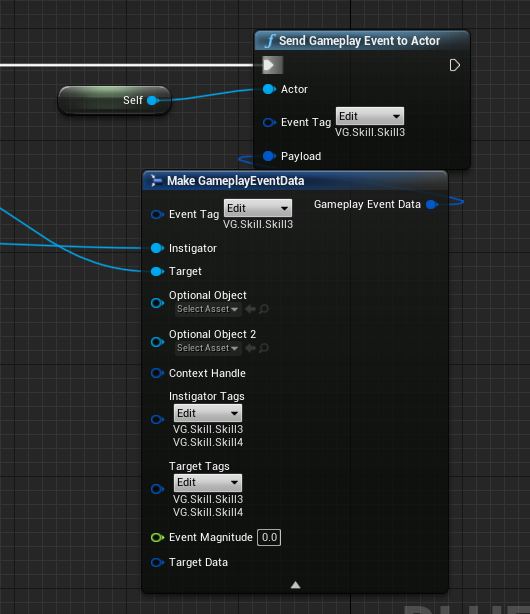 Send Gameplay Event to Actor
Self
Actor
Event Tag
Edit
VG.Skill.Skill3
Payload
Make GameplayEventData
Event Tag
Edit
VG.Skill.Skill3
Gameplay Event Data
Instigator
Target
Optional Object
Select Asset
Optional Object 2
Select Asset
Context Handle
Instigator Tags
Edit
VG.Skill.Skill3
VG.Skill.Skill4
Target Tags
Edit
VG.Skill.Skill3
VG.Skill.Skill4
Event Magnitude 0.0
Target Data